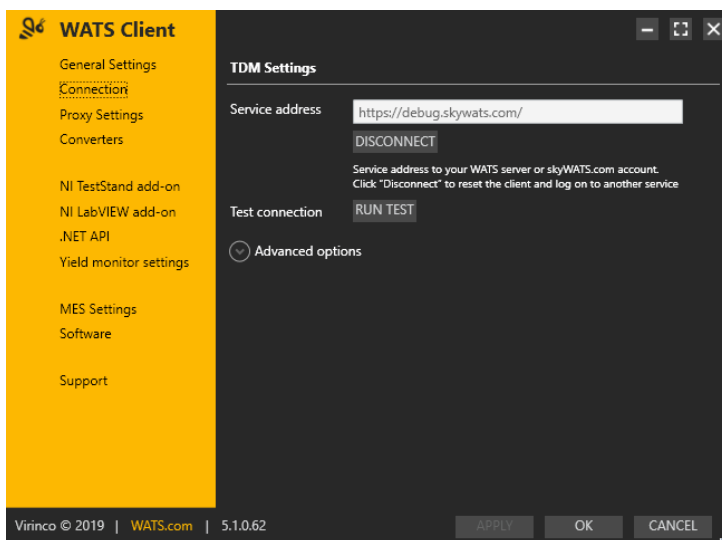 WATS Client
General Settings
Connection
Proxy Settings
Converters
NI TestStand add-on
NI LabVIEW add-on
.NET API
Yield monitor settings
MES Settings
Software
Support
TDM Settings
Service address
https://debug.skywats.com/
DISCONNECT
Service address to your WATS server or skyWATS.com account.
Click "Disconnect" to reset the client and log on to another service
Test connection
RUN TEST
Advanced options
Virinco © 2019 | WATS.com | 5.1.0.62
APPLY
OK
CANCEL